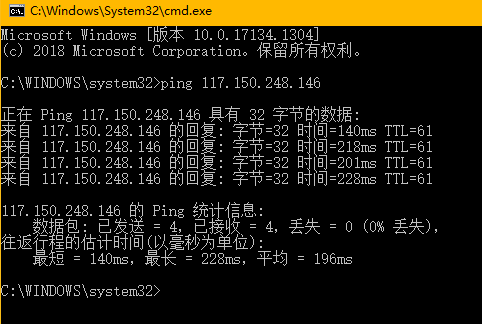 C:\Windows\System32\cmd.exe
Microsoft Windows [版本 10.0.17134.1304]
(c) 2018 Microsoft Corporation。保留所有权利。
C:\WINDOWS\system32>ping 117.150.248.146
正在 Ping 117.150.248.146 具有 32 字节的数据:
来自 117.150.248.146 的回复: 字节=32 时间=140ms TTL=61
来自 117.150.248.146 的回复: 字节=32 时间=218ms TTL=61
来自 117.150.248.146 的回复: 字节=32 时间=201ms TTL=61
来自 117.150.248.146 的回复: 字节=32 时间=228ms TTL=61
117.150.248.146 的 Ping 统计信息:
数据包: 已发送 = 4，已接收 = 4，丢失 = 0 (0% 丢失)，
往返行程的估计时间(以毫秒为单位):
最短 = 140ms，最长 = 228ms，平均 = 196ms
C:\WINDOWS\system32>